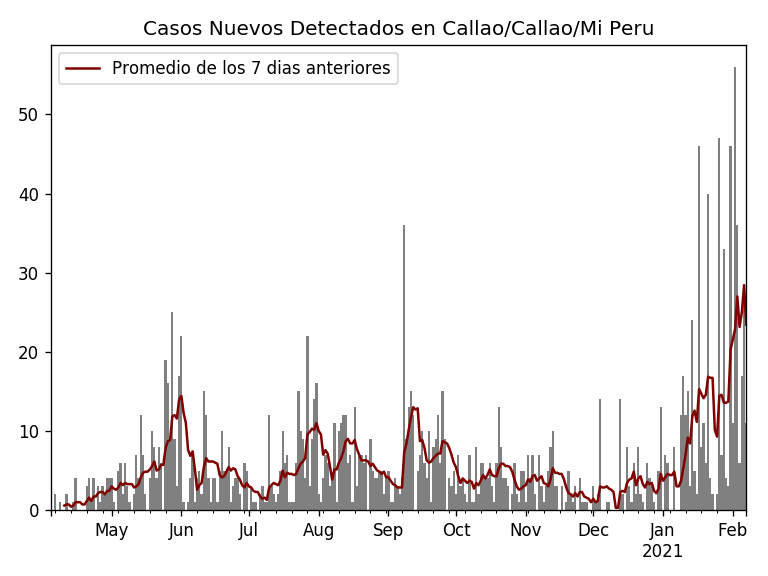 Casos Nuevos Detectados en Callao/Callao/Mi Peru
Promedio de los 7 dias anteriores
50
40
30
20
10
0
May Jun Jul Aug Sep Oct Nov Dec Jan Feb
2021